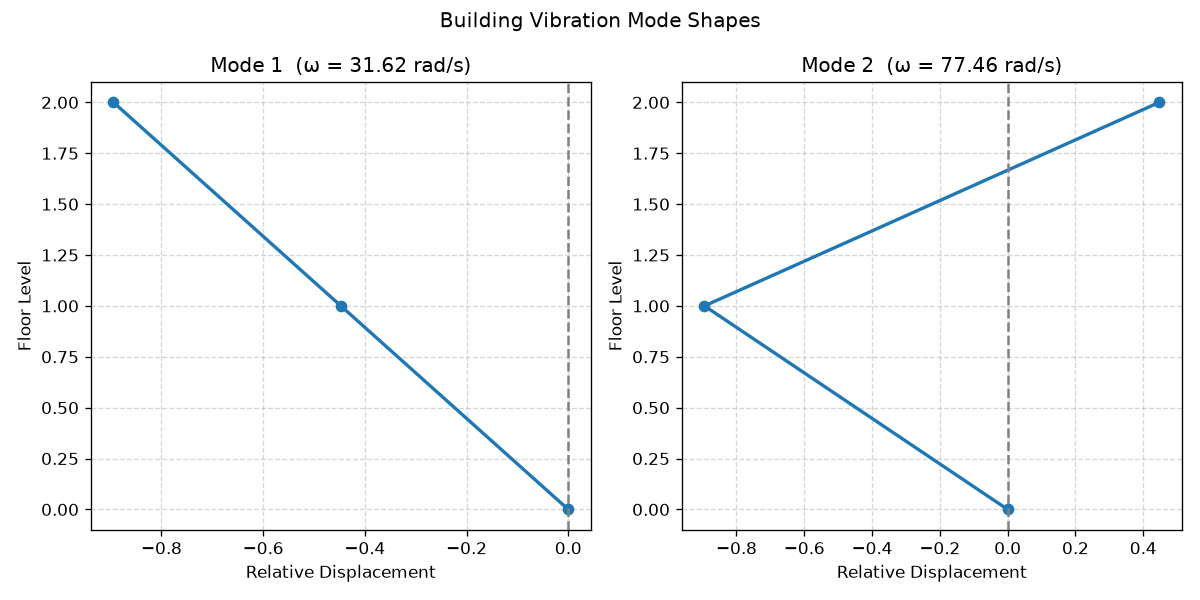 Building Vibration Mode Shapes
Mode 1  (ω = 31.62 rad/s)
2.00
1.75
1.50
1.25
1.00
0.75
0.50
0.25
0.00
Floor Level
−0.8 −0.6 −0.4 −0.2 0.0
Relative Displacement
Mode 2  (ω = 77.46 rad/s)
2.00
1.75
1.50
1.25
1.00
0.75
0.50
0.25
0.00
Floor Level
−0.8 −0.6 −0.4 −0.2 0.0 0.2 0.4
Relative Displacement